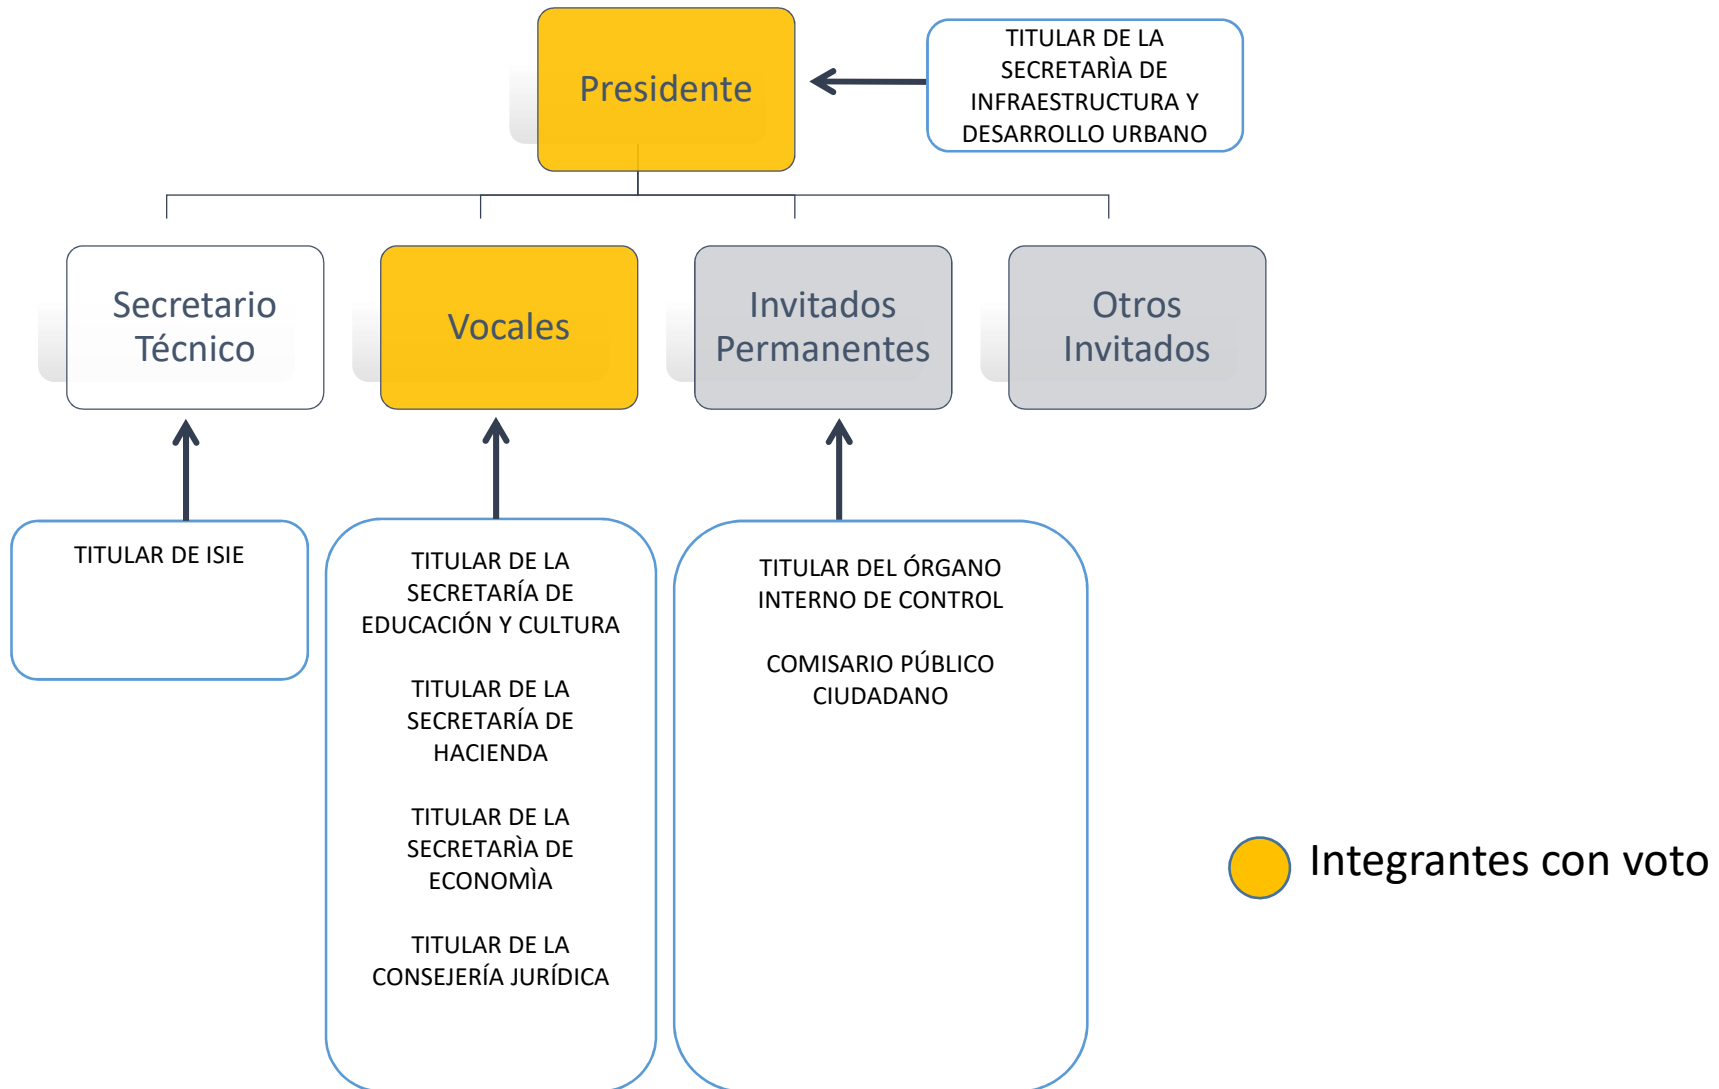 Presidente
TITULAR DE LA
SECRETARÌA DE
INFRAESTRUCTURA Y
DESARROLLO URBANO
Secretario
Técnico
Vocales
Invitados
Permanentes
Otros
Invitados
TITULAR DE ISIE
TITULAR DE LA
SECRETARÍA DE
EDUCACIÓN Y CULTURA
TITULAR DE LA
SECRETARÍA DE
HACIENDA
TITULAR DE LA
SECRETARÌA DE
ECONOMÌA
TITULAR DE LA
CONSEJERÍA JURÍDICA
TITULAR DEL ÓRGANO
INTERNO DE CONTROL
COMISARIO PÚBLICO
CIUDADANO
Integrantes con voto